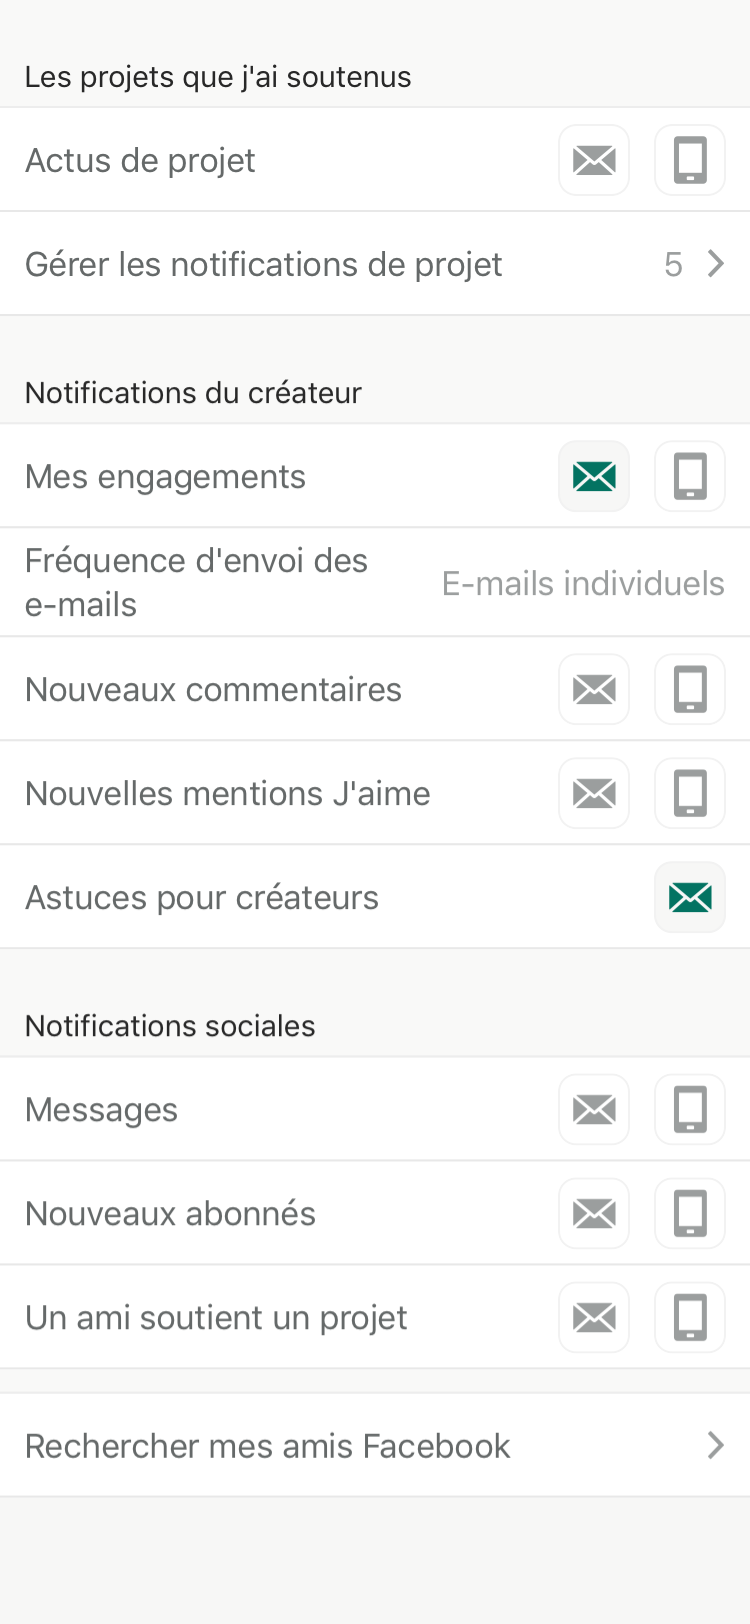 Les projets que j'ai soutenus
Actus de projet
Gérer les notifications de projet 5
Notifications du créateur
Mes engagements
Fréquence d'envoi des
e-mails
E-mails individuels
Nouveaux commentaires
Nouvelles mentions J'aime
Astuces pour créateurs
Notifications sociales
Messages
Nouveaux abonnés
Un ami soutient un projet
Rechercher mes amis Facebook